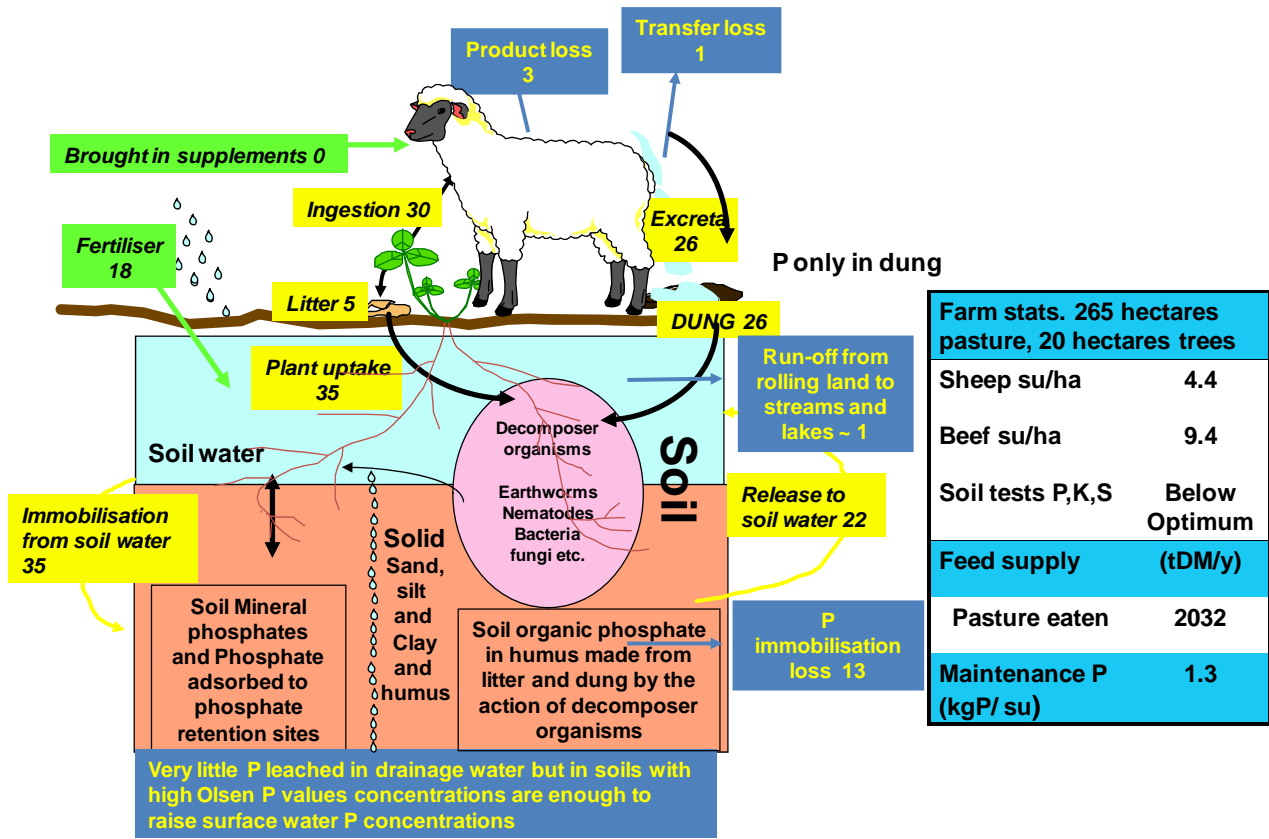 Product loss
3
Transfer loss
1
Brought in supplements 0
Ingestion 30
Excreta
26
Fertiliser
18
P only in dung
Litter 5
DUNG 26
Plant uptake
35
Run-off from
rolling land to
streams and
lakes ~ 1
Decomposer
organisms
Earthworms
Nematodes
Bacteria
fungi etc.
Soil
Soil water
Immobilisation
from soil water
35
Release to
soil water 22
Solid
Sand,
silt
and
Clay
and
humus
Soil Mineral
phosphates
and Phosphate
adsorbed to
phosphate
retention sites
Soil organic phosphate
in humus made from
litter and dung by the
action of decomposer
organisms
P
immobilisation
loss 13
Very little P leached in drainage water but in soils with
high Olsen P values concentrations are enough to
raise surface water P concentrations
Farm stats. 265 hectares
pasture, 20 hectares trees
Sheep su/ha 4.4
Beef su/ha 9.4
Soil tests P,K,S Below
Optimum
Feed supply (tDM/y)
Pasture eaten 2032
Maintenance P 1.3
(kgP/ su)